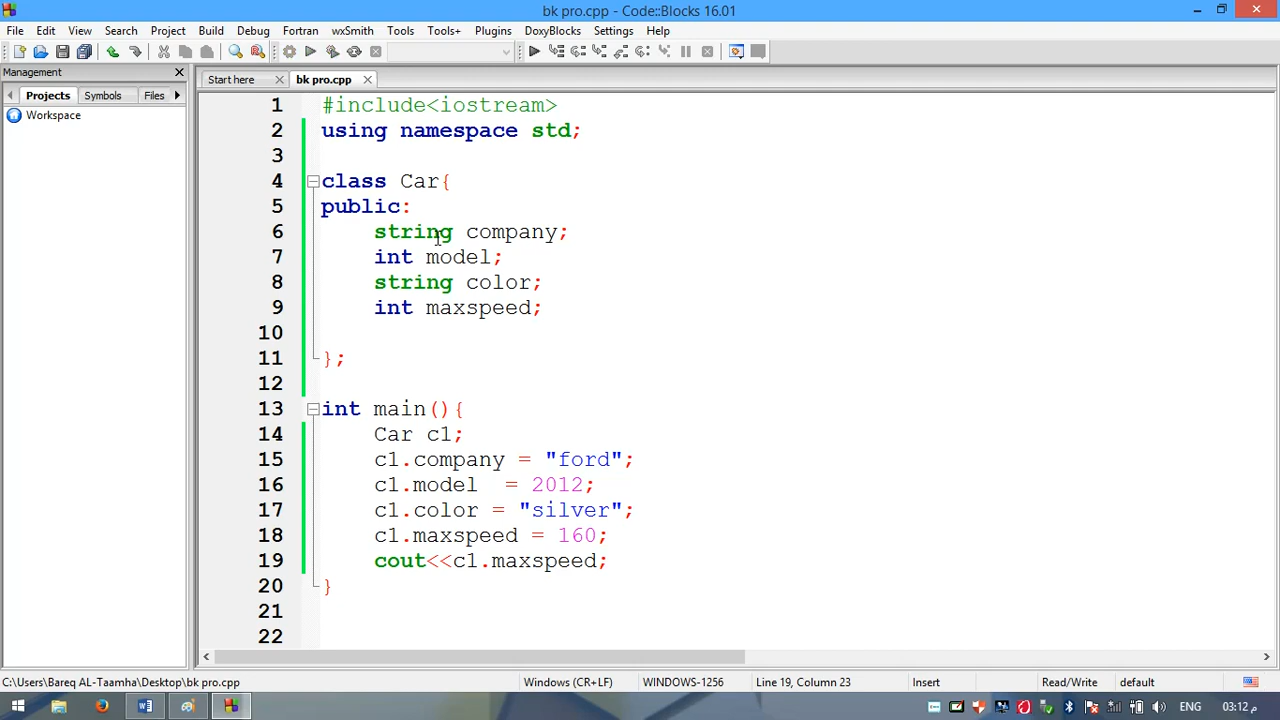 bk pro.cpp - Code::Blocks 16.01
File Edit View Search Project Build Debug Fortran wxSmith Tools Tools+ Plugins DoxyBlocks Settings Help
Management
Start here bk pro.cpp
Projects Symbols Files
Workspace
1 #include<iostream>
2 using namespace std;
3
4 class Car{
5 public:
6 string company;
7 int model;
8 string color;
9 int maxspeed;
10
11 };
12
13 int main(){
14 Car c1;
15 c1.company = "ford";
16 c1.model  = 2012;
17 c1.color = "silver";
18 c1.maxspeed = 160;
19 cout<<c1.maxspeed;
20 }
21
22
C:\Users\Bareq AL-Taamha\Desktop\bk pro.cpp Windows (CR+LF) WINDOWS-1256 Line 19, Column 23 Insert Read/Write default
ENG 03:12 م